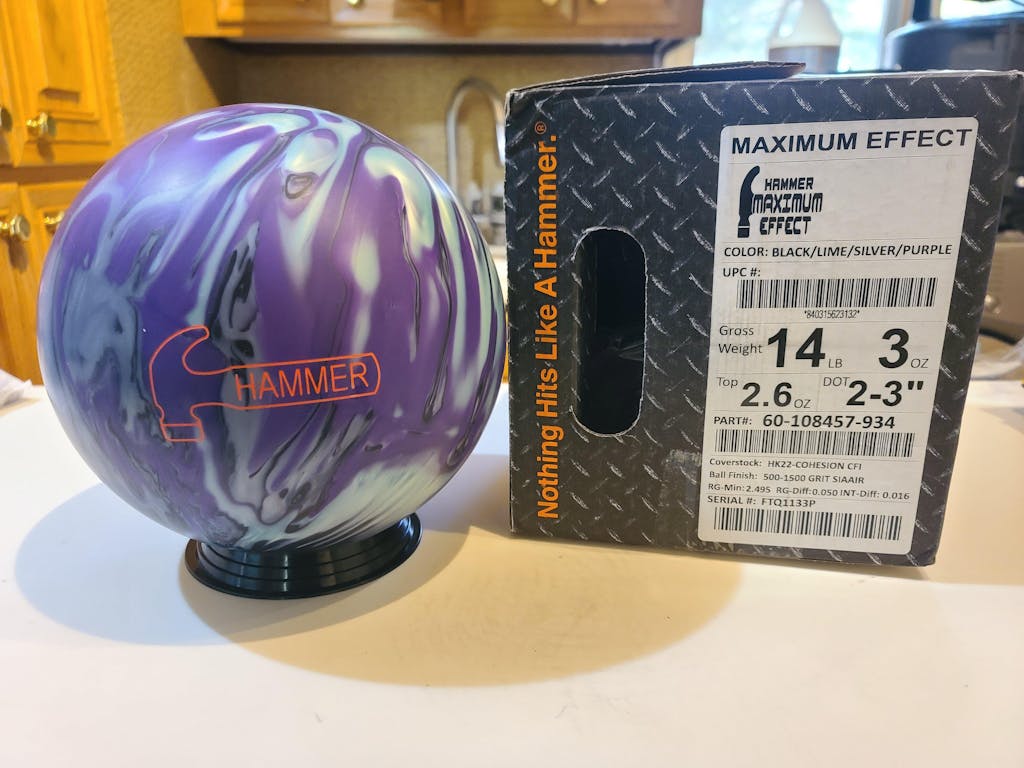 HAMMER
Nothing Hits Like A Hammer.®
MAXIMUM EFFECT
HAMMER
MAXIMUM
EFFECT
COLOR: BLACK/LIME/SILVER/PURPLE
UPC #:
*840315623132*
Gross Weight 14 LB 3 OZ
Top 2.6 OZ DOT 2-3"
PART#: 60-108457-934
Coverstock: HK22-COHESION CFI
Ball Finish: 500-1500 GRIT SIAAIR
RG-Min: 2.495 RG-Diff: 0.050 INT-Diff: 0.016
SERIAL #: FTQ1133P